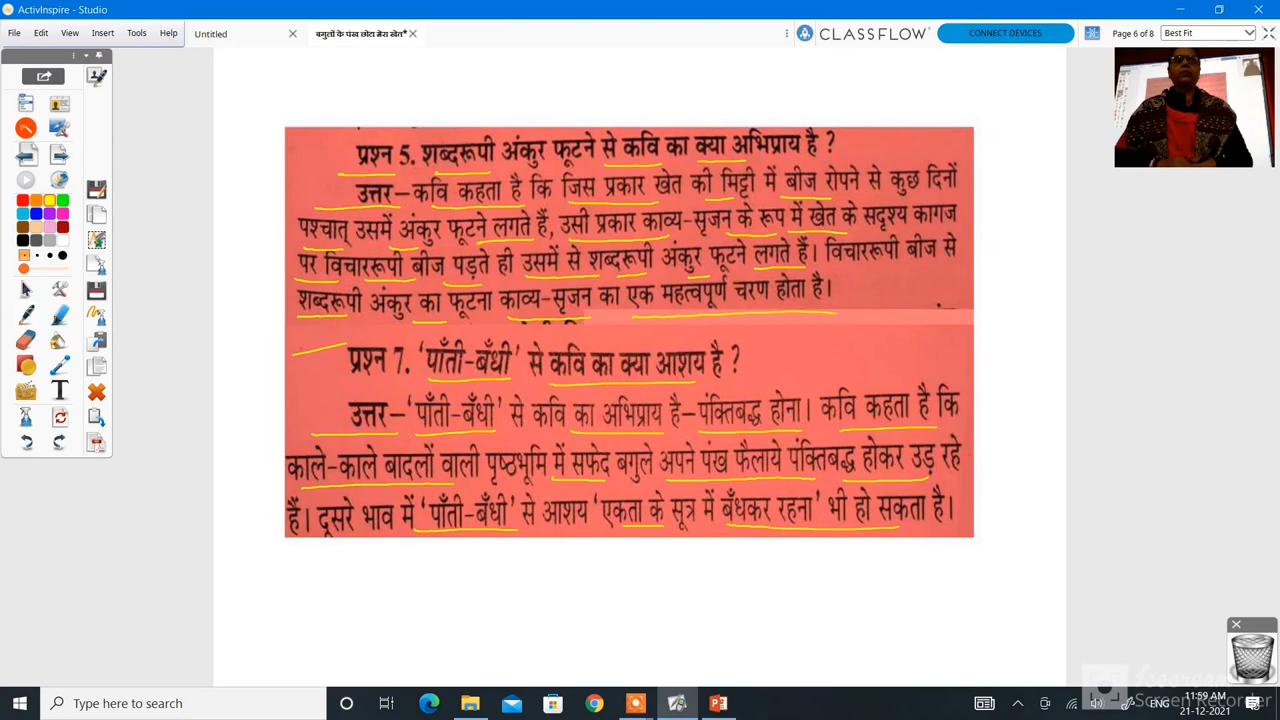 ActivInspire - Studio
File Edit View Insert Tools Help
Untitled
बगुलों के पंख छोटा मेरा खेत*
CLASSFLOW
CONNECT DEVICES
Page 6 of 8
Best Fit
प्रश्न 5. शब्दरूपी अंकुर फूटने से कवि का क्या अभिप्राय है ?
उत्तर–कवि कहता है कि जिस प्रकार खेत की मिट्टी में बीज रोपने से कुछ दिनों
पश्चात् उसमें अंकुर फूटने लगते हैं, उसी प्रकार काव्य-सृजन के रूप में खेत के सदृश्य कागज
पर विचाररूपी बीज पड़ते ही उसमें से शब्दरूपी अंकुर फूटने लगते हैं। विचाररूपी बीज से
शब्दरूपी अंकुर का फूटना काव्य-सृजन का एक महत्वपूर्ण चरण होता है।
प्रश्न 7. ‘पाँती-बँधी’ से कवि का क्या आशय है ?
उत्तर–‘पाँती-बँधी’ से कवि का अभिप्राय है–पंक्तिबद्ध होना। कवि कहता है कि
काले-काले बादलों वाली पृष्ठभूमि में सफेद बगुले अपने पंख फैलाये पंक्तिबद्ध होकर उड़ रहे
हैं। दूसरे भाव में ‘पाँती-बँधी’ से आशय ‘एकता के सूत्र में बँधकर रहना’ भी हो सकता है।
Type here to search
ENG
11:59 AM
21-12-2021
Screen Recorder